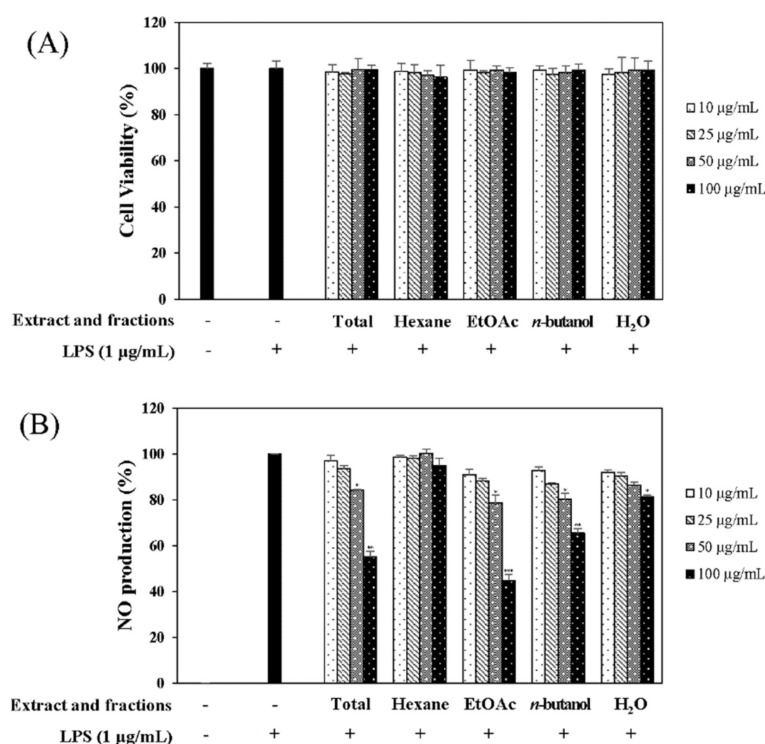 (A)
Cell Viability (%)
120
100
80
60
40
20
0
10 µg/mL
25 µg/mL
50 µg/mL
100 µg/mL
Extract and fractions - - Total Hexane EtOAc n-butanol H₂O
LPS (1 µg/mL) - + + + + + +
(B)
NO production (%)
120
100
80
60
40
20
0
* ** * *** * ** *
10 µg/mL
25 µg/mL
50 µg/mL
100 µg/mL
Extract and fractions - - Total Hexane EtOAc n-butanol H₂O
LPS (1 µg/mL) - + + + + + +